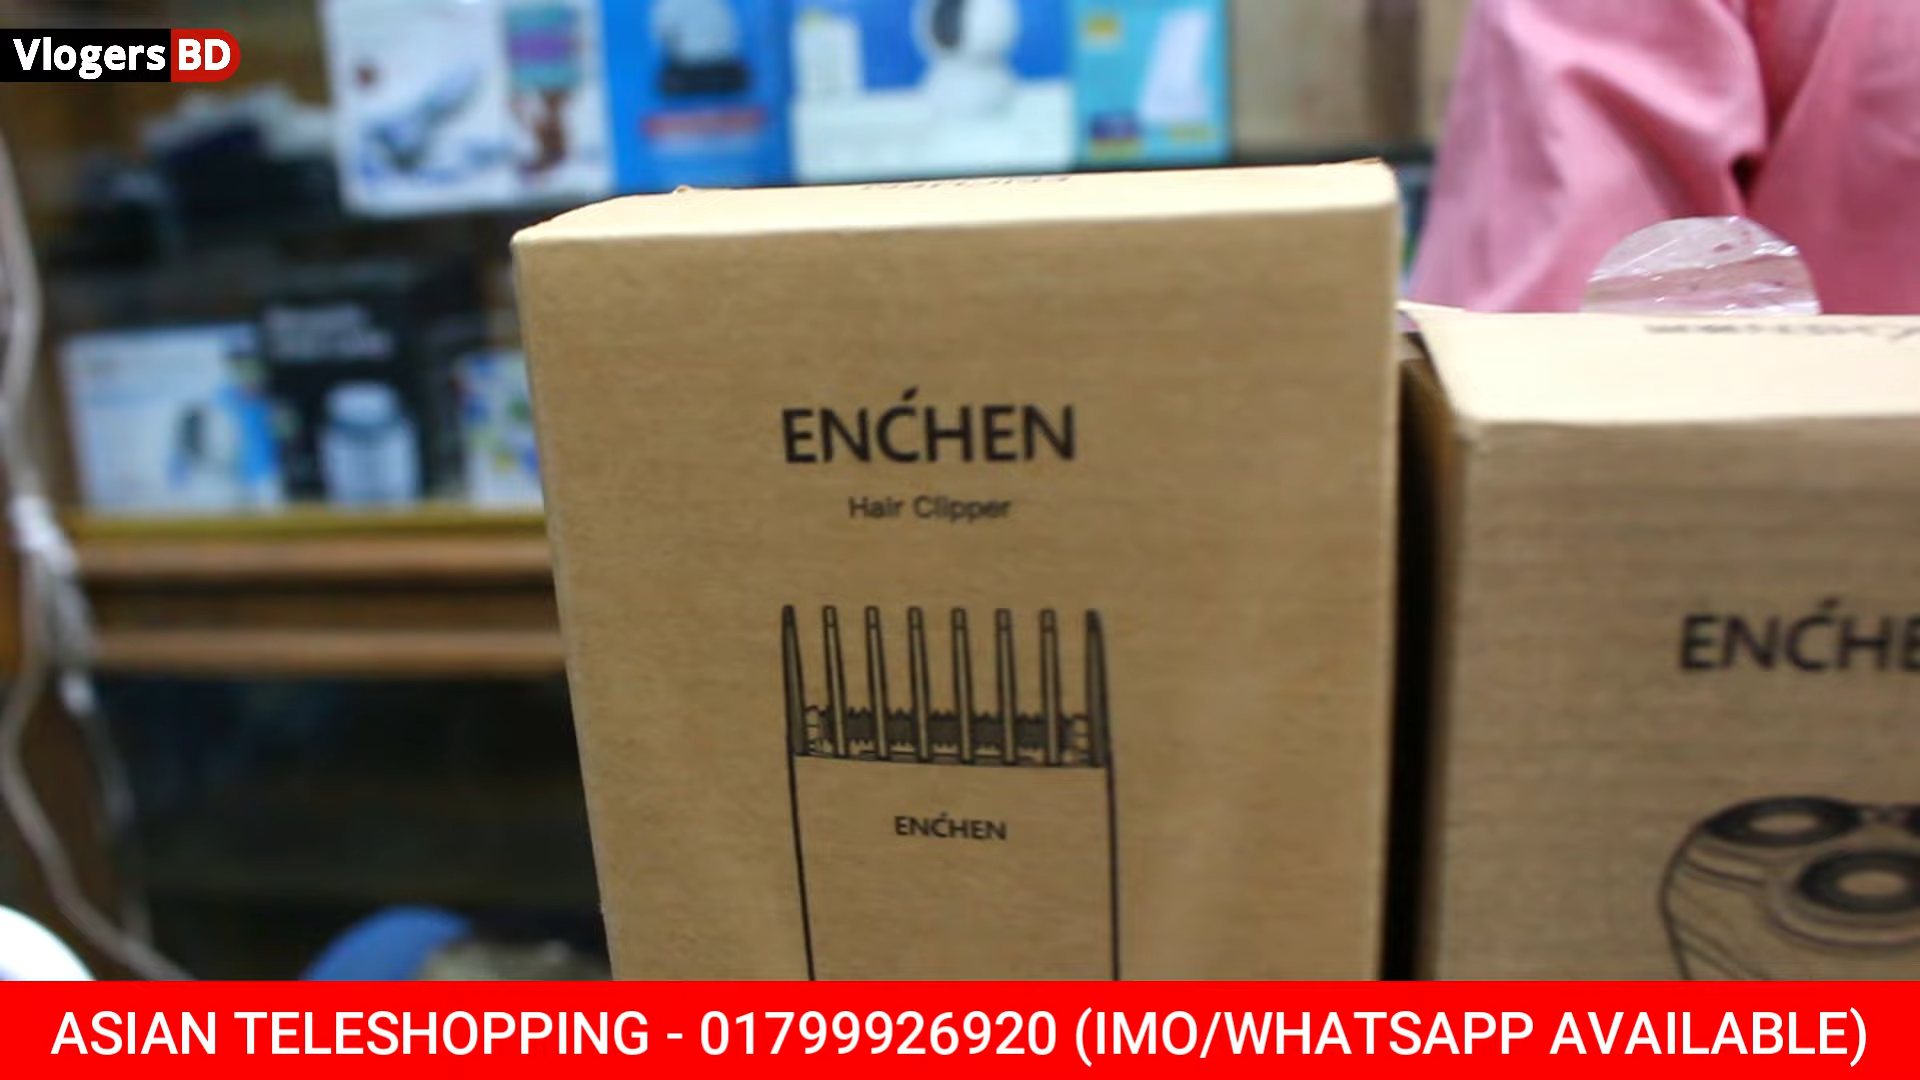 Vlogers BD
ENĆHEN
Hair Clipper
ENĆHEN
ENĆHE
ASIAN TELESHOPPING - 01799926920 (IMO/WHATSAPP AVAILABLE)